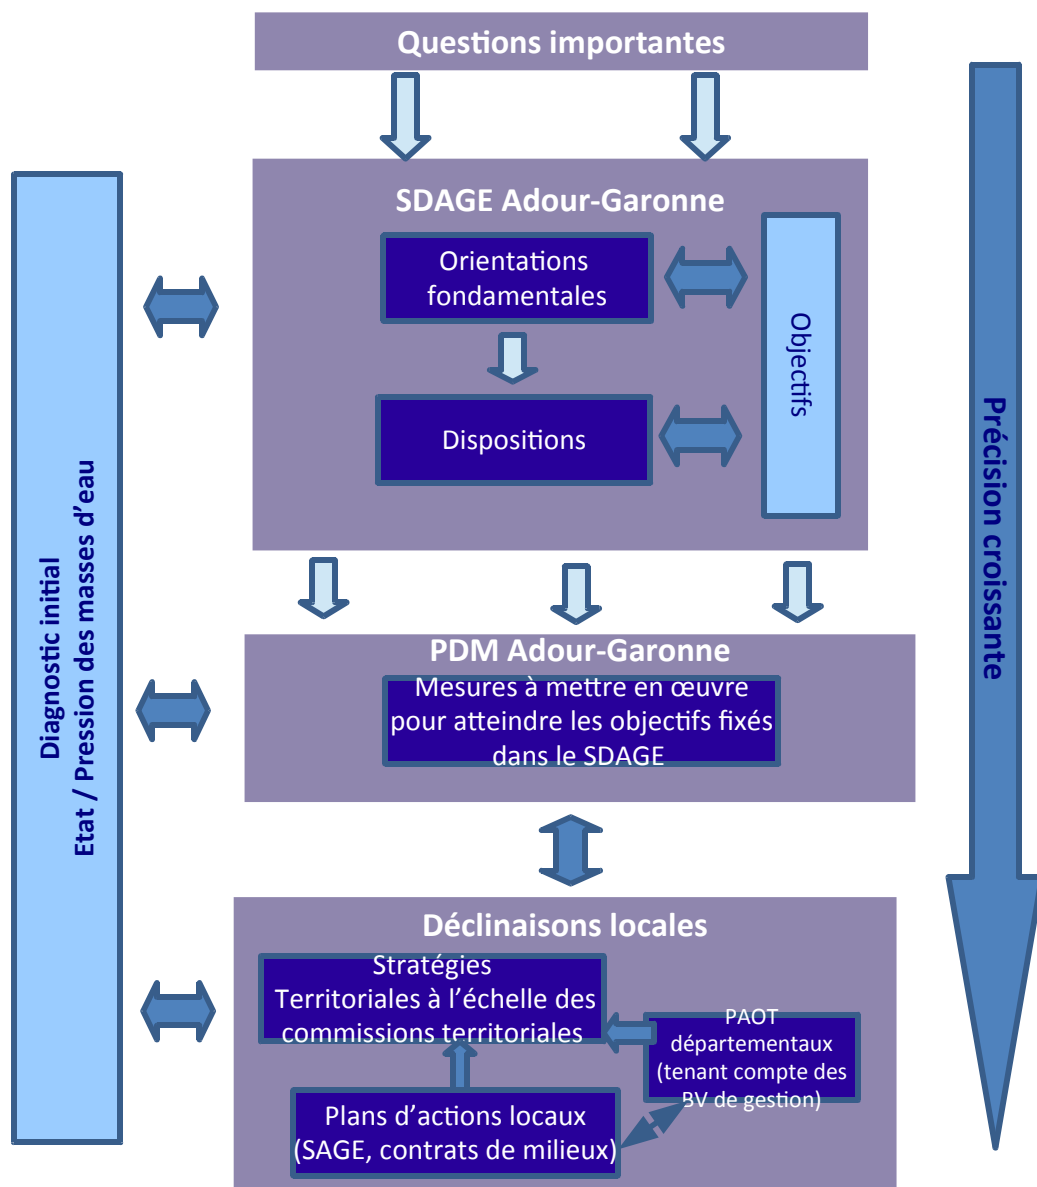 Questions importantes
SDAGE Adour-Garonne
Orientations
fondamentales
Objectifs
Dispositions
Diagnostic initial
Etat / Pression des masses d’eau
Précision croissante
PDM Adour-Garonne
Mesures à mettre en œuvre
pour atteindre les objectifs fixés
dans le SDAGE
Déclinaisons locales
Stratégies
Territoriales à l’échelle des
commissions territoriales
PAOT
départementaux
(tenant compte des
BV de gestion)
Plans d’actions locaux
(SAGE, contrats de milieux)